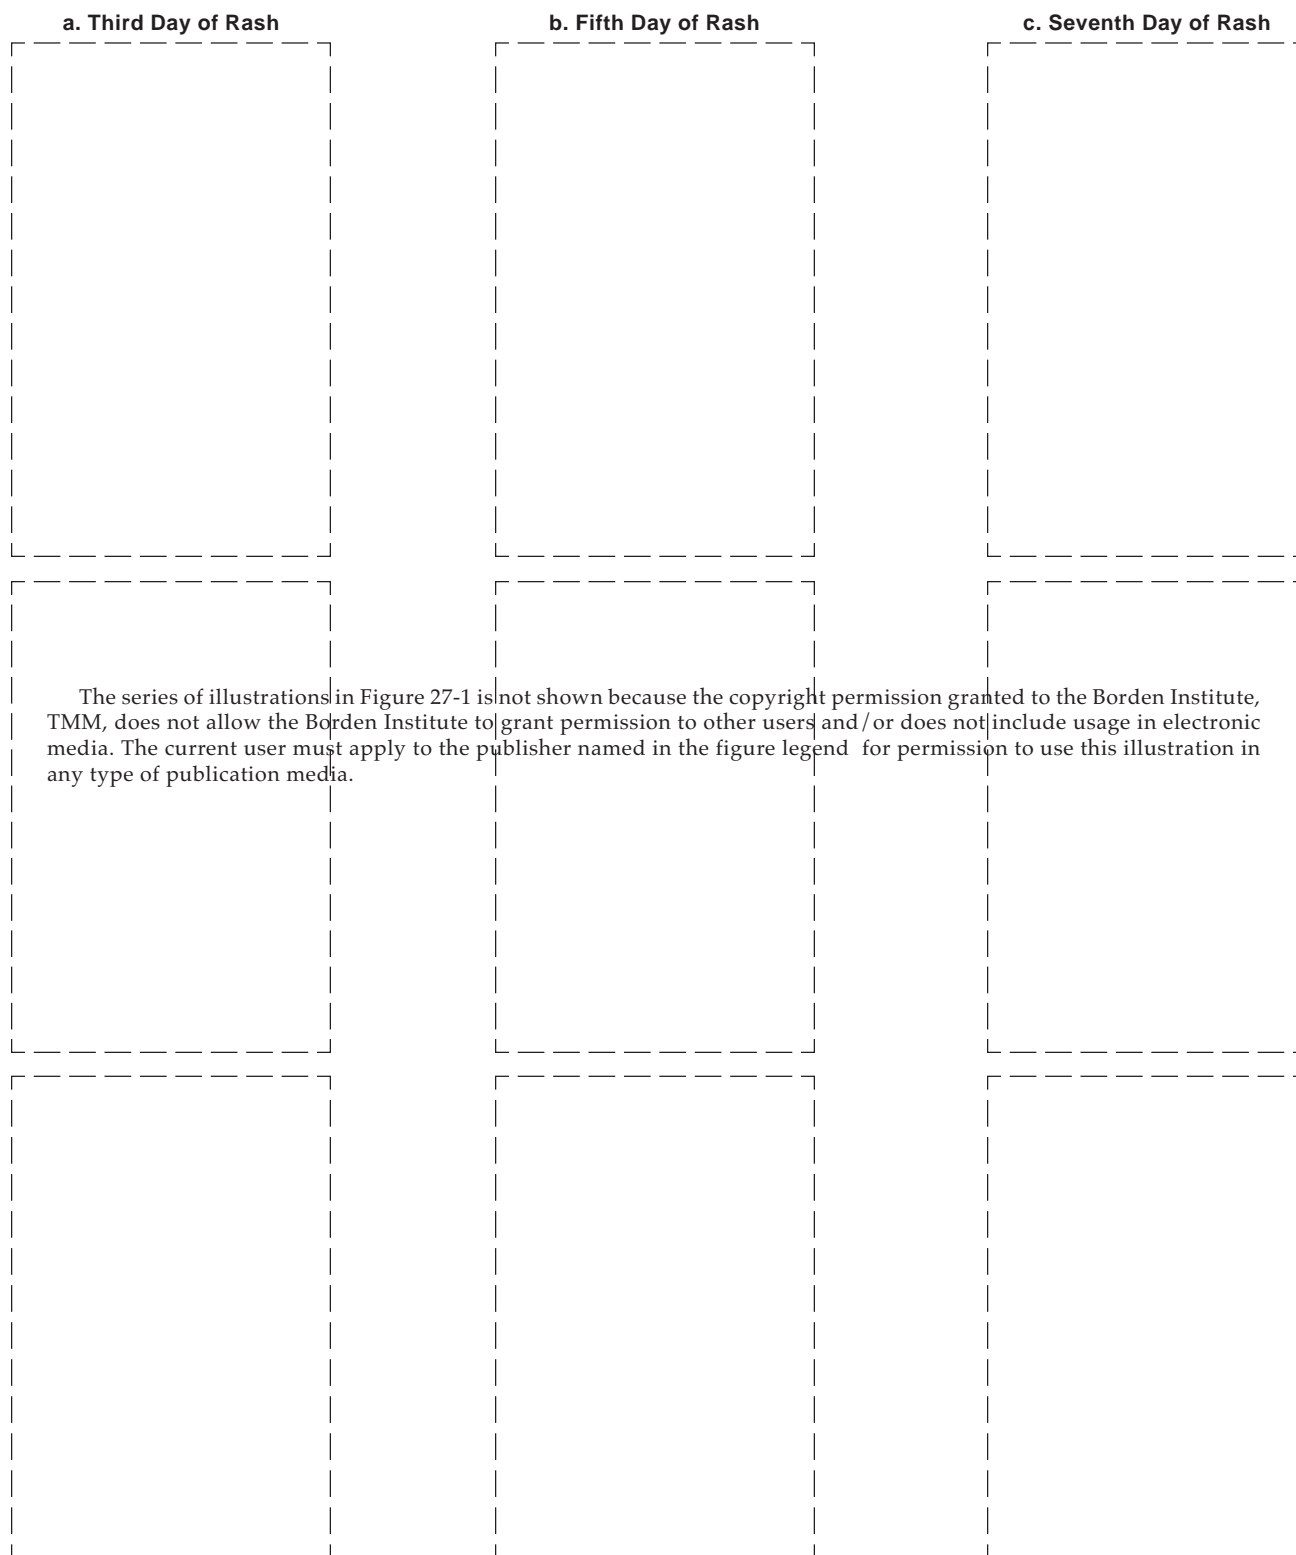 a. Third Day of Rash b. Fifth Day of Rash c. Seventh Day of Rash
The series of illustrations in Figure 27-1 is not shown because the copyright permission granted to the Borden Institute,
TMM, does not allow the Borden Institute to grant permission to other users and/or does not include usage in electronic
media. The current user must apply to the publisher named in the figure legend for permission to use this illustration in
any type of publication media.